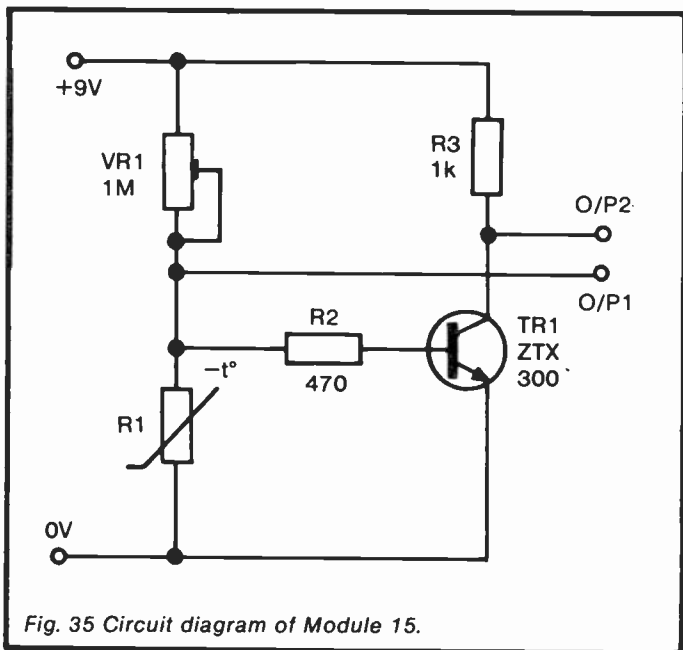 +9V
VR1
1M
R3
1k
O/P2
O/P1
R2
470
TR1
ZTX
300
-t°
R1
0V
Fig. 35 Circuit diagram of Module 15.